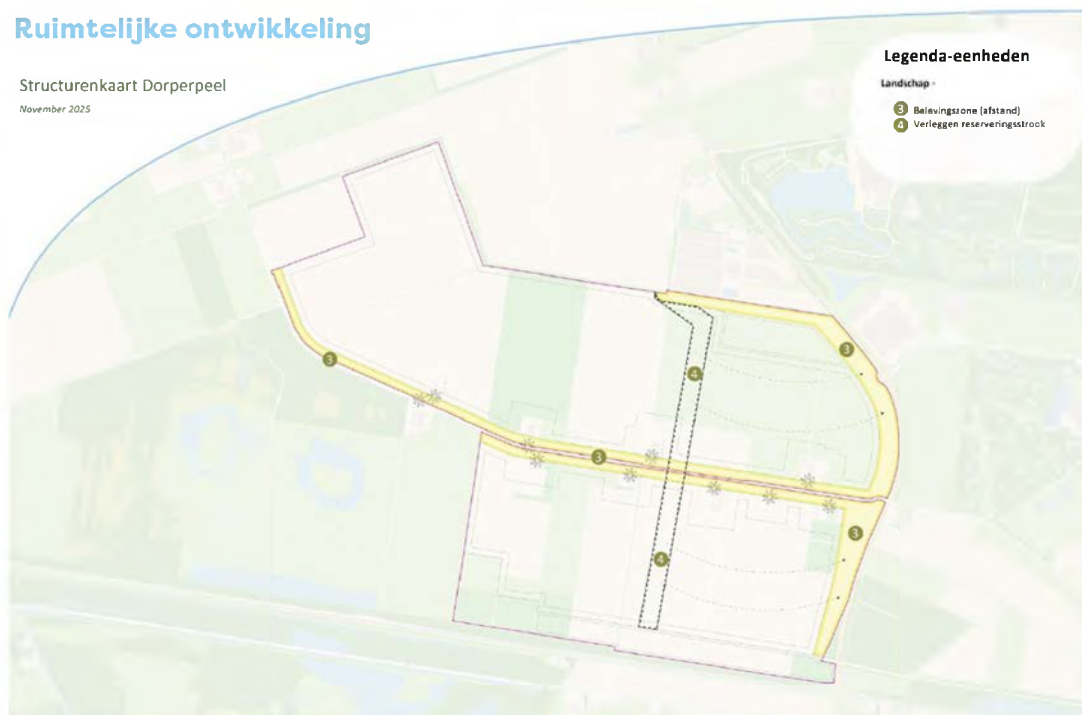 Ruimtelijke ontwikkeling
Structurenkaart Dorperpeel
November 2025
Legenda-eenheden
Landschap -
3 Belevingszone (afstand)
4 Verleggen reserveringsstrook
3
4
3
3
4
3